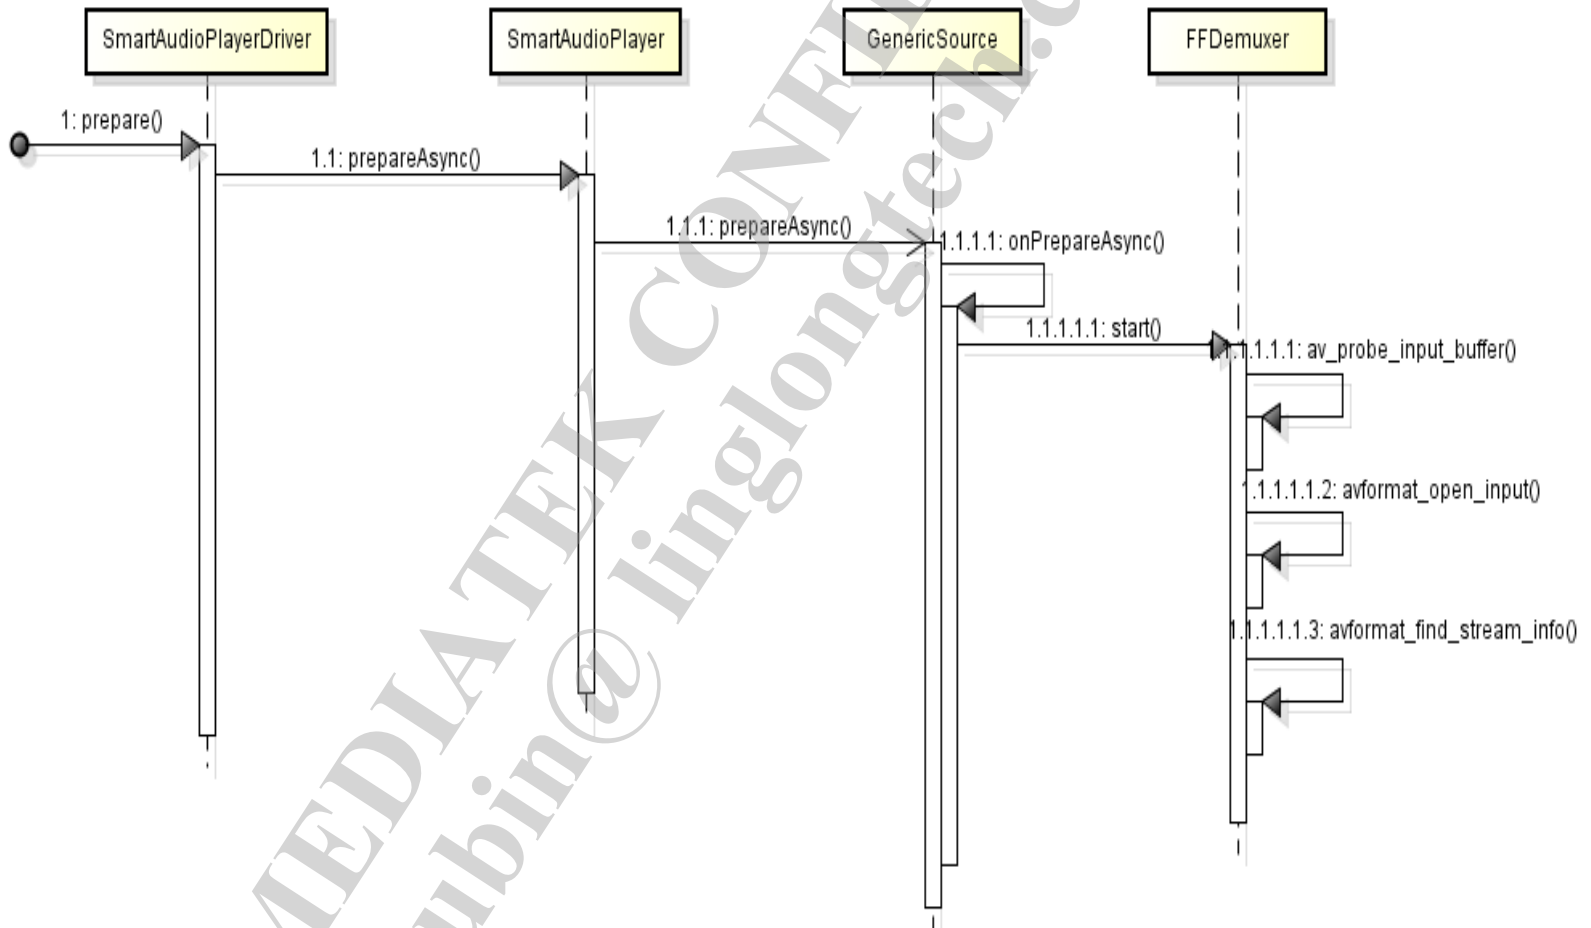 SmartAudioPlayerDriver
SmartAudioPlayer
GenericSource
FFDemuxer
1: prepare()
1.1: prepareAsync()
1.1.1: prepareAsync()
1.1.1.1: onPrepareAsync()
1.1.1.1.1: start()
1.1.1.1.1.1: av_probe_input_buffer()
1.1.1.1.1.2: avformat_open_input()
1.1.1.1.1.3: avformat_find_stream_info()
MEDIATEK
ubin@ linglongtech.c